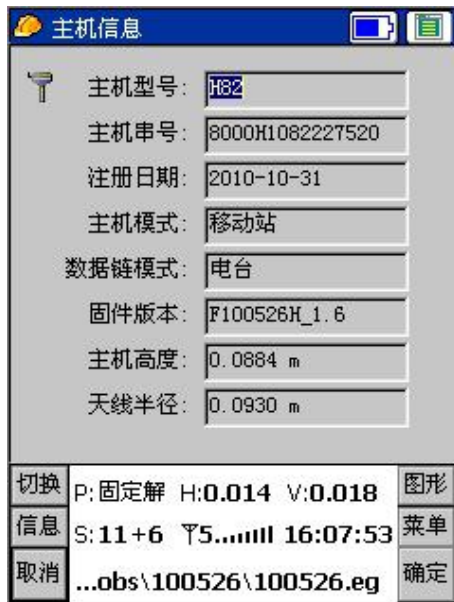 主机信息
主机型号: H82
主机串号: 8000H1082227520
注册日期: 2010-10-31
主机模式: 移动站
数据链模式: 电台
固件版本: F100526H_1.6
主机高度: 0.0884 m
天线半径: 0.0930 m
切换 P:固定解 H:0.014 V:0.018 图形
信息 S:11+6 5 16:07:53 菜单
取消 ...obs\100526\100526.eg 确定